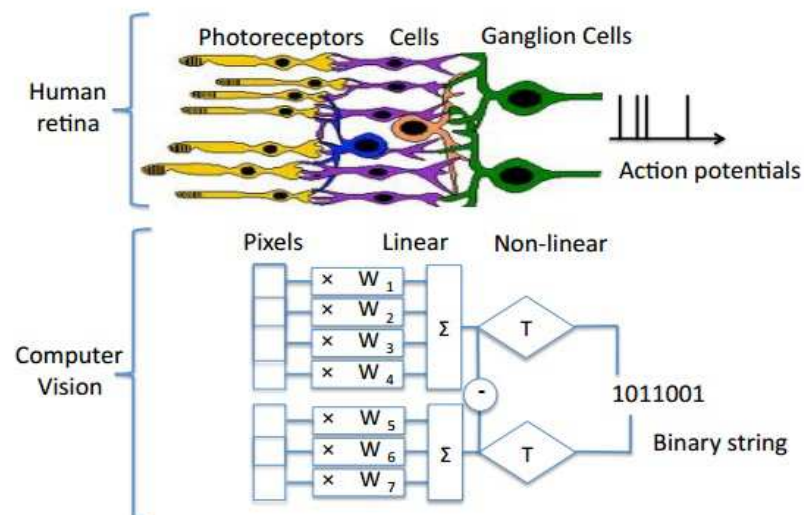 Photoreceptors Cells Ganglion Cells
Human
retina
Action potentials
Pixels Linear Non-linear
× W 1
× W 2
× W 3
× W 4
Σ
T
Computer
Vision
-
1011001
Binary string
× W 5
× W 6
× W 7
Σ
T